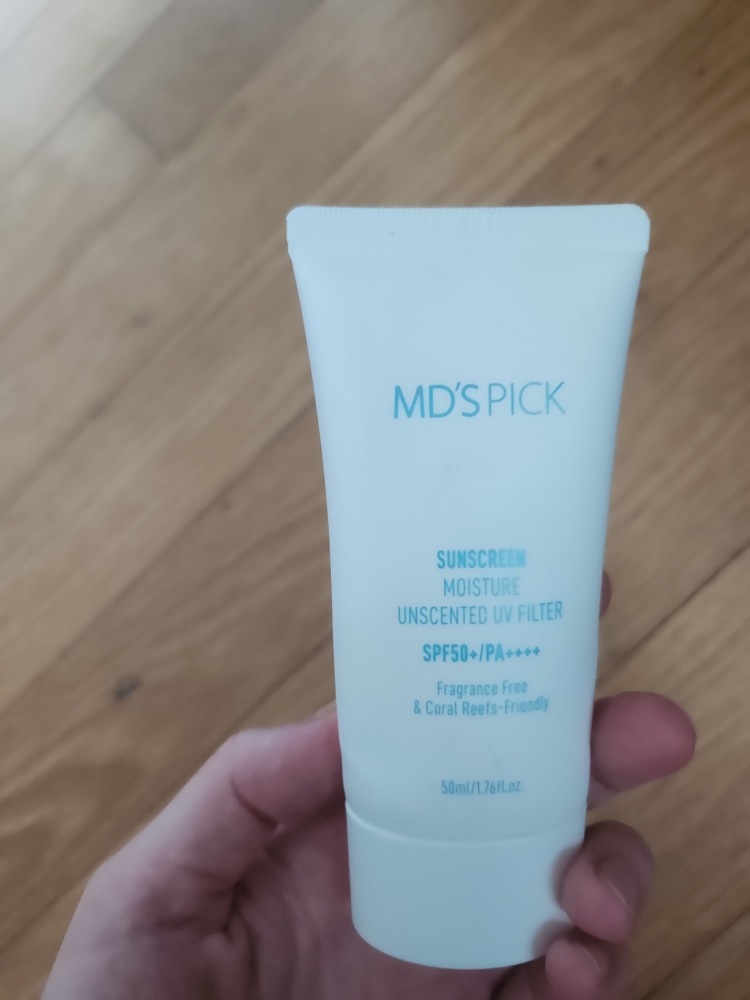 MD'S PICK
SUNSCREEN
MOISTURE
UNSCENTED UV FILTER
SPF50+/PA++++
Fragrance Free
& Coral Reefs-Friendly
50ml/1.76fl.oz.